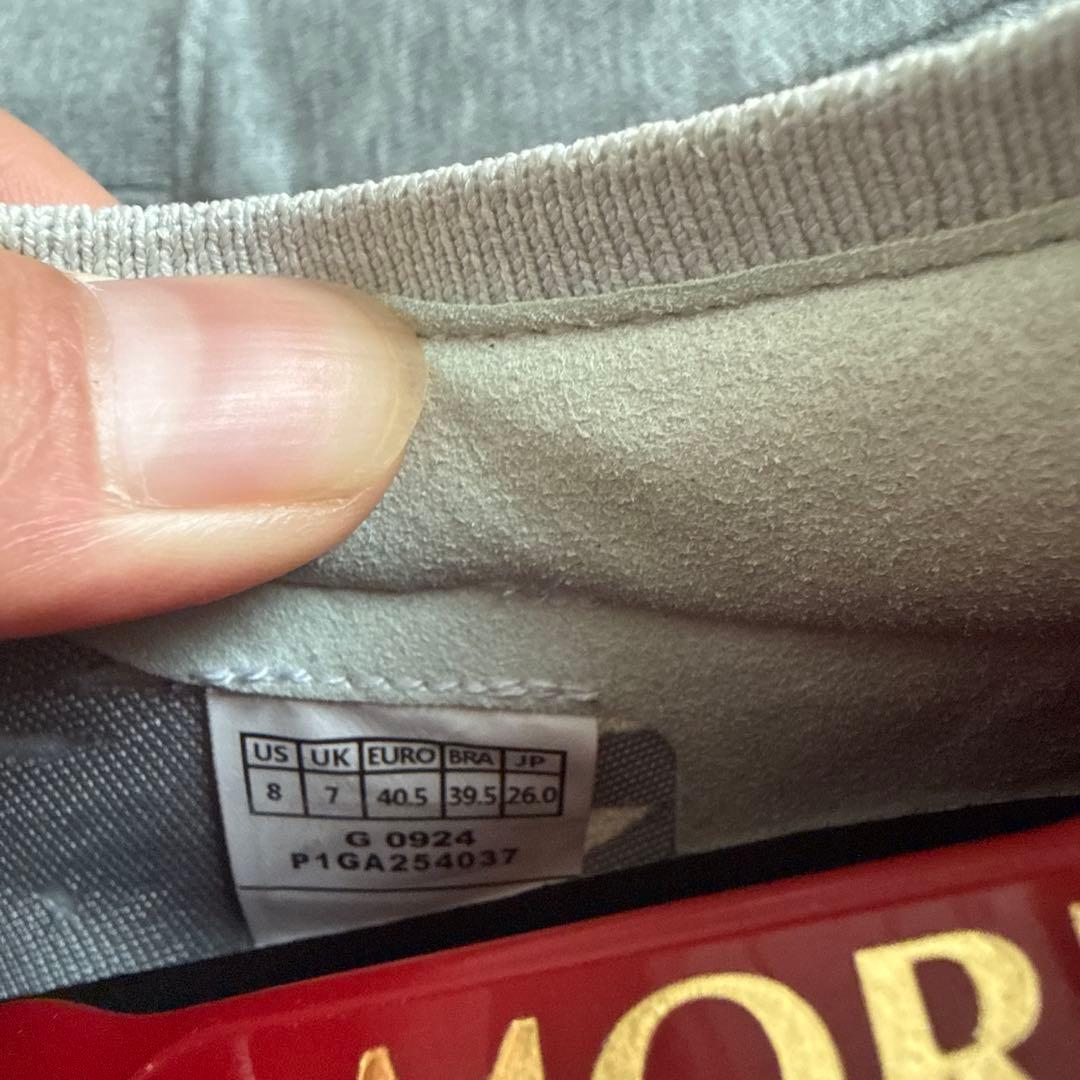 US UK EURO BRA JP
8 7 40.5 39.5 26.0
G 0924
P1GA254037
MOR